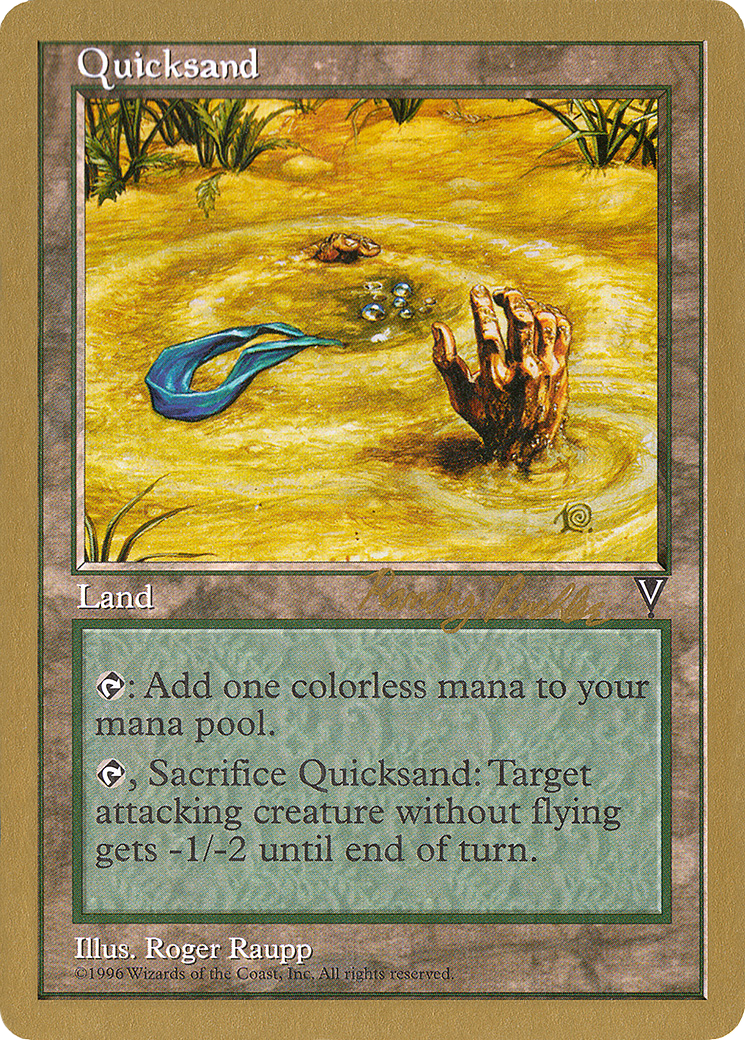 Quicksand
Land
V
: Add one colorless mana to your
mana pool.
, Sacrifice Quicksand: Target
attacking creature without flying
gets -1/-2 until end of turn.
Illus. Roger Raupp
©1996 Wizards of the Coast, Inc. All rights reserved.